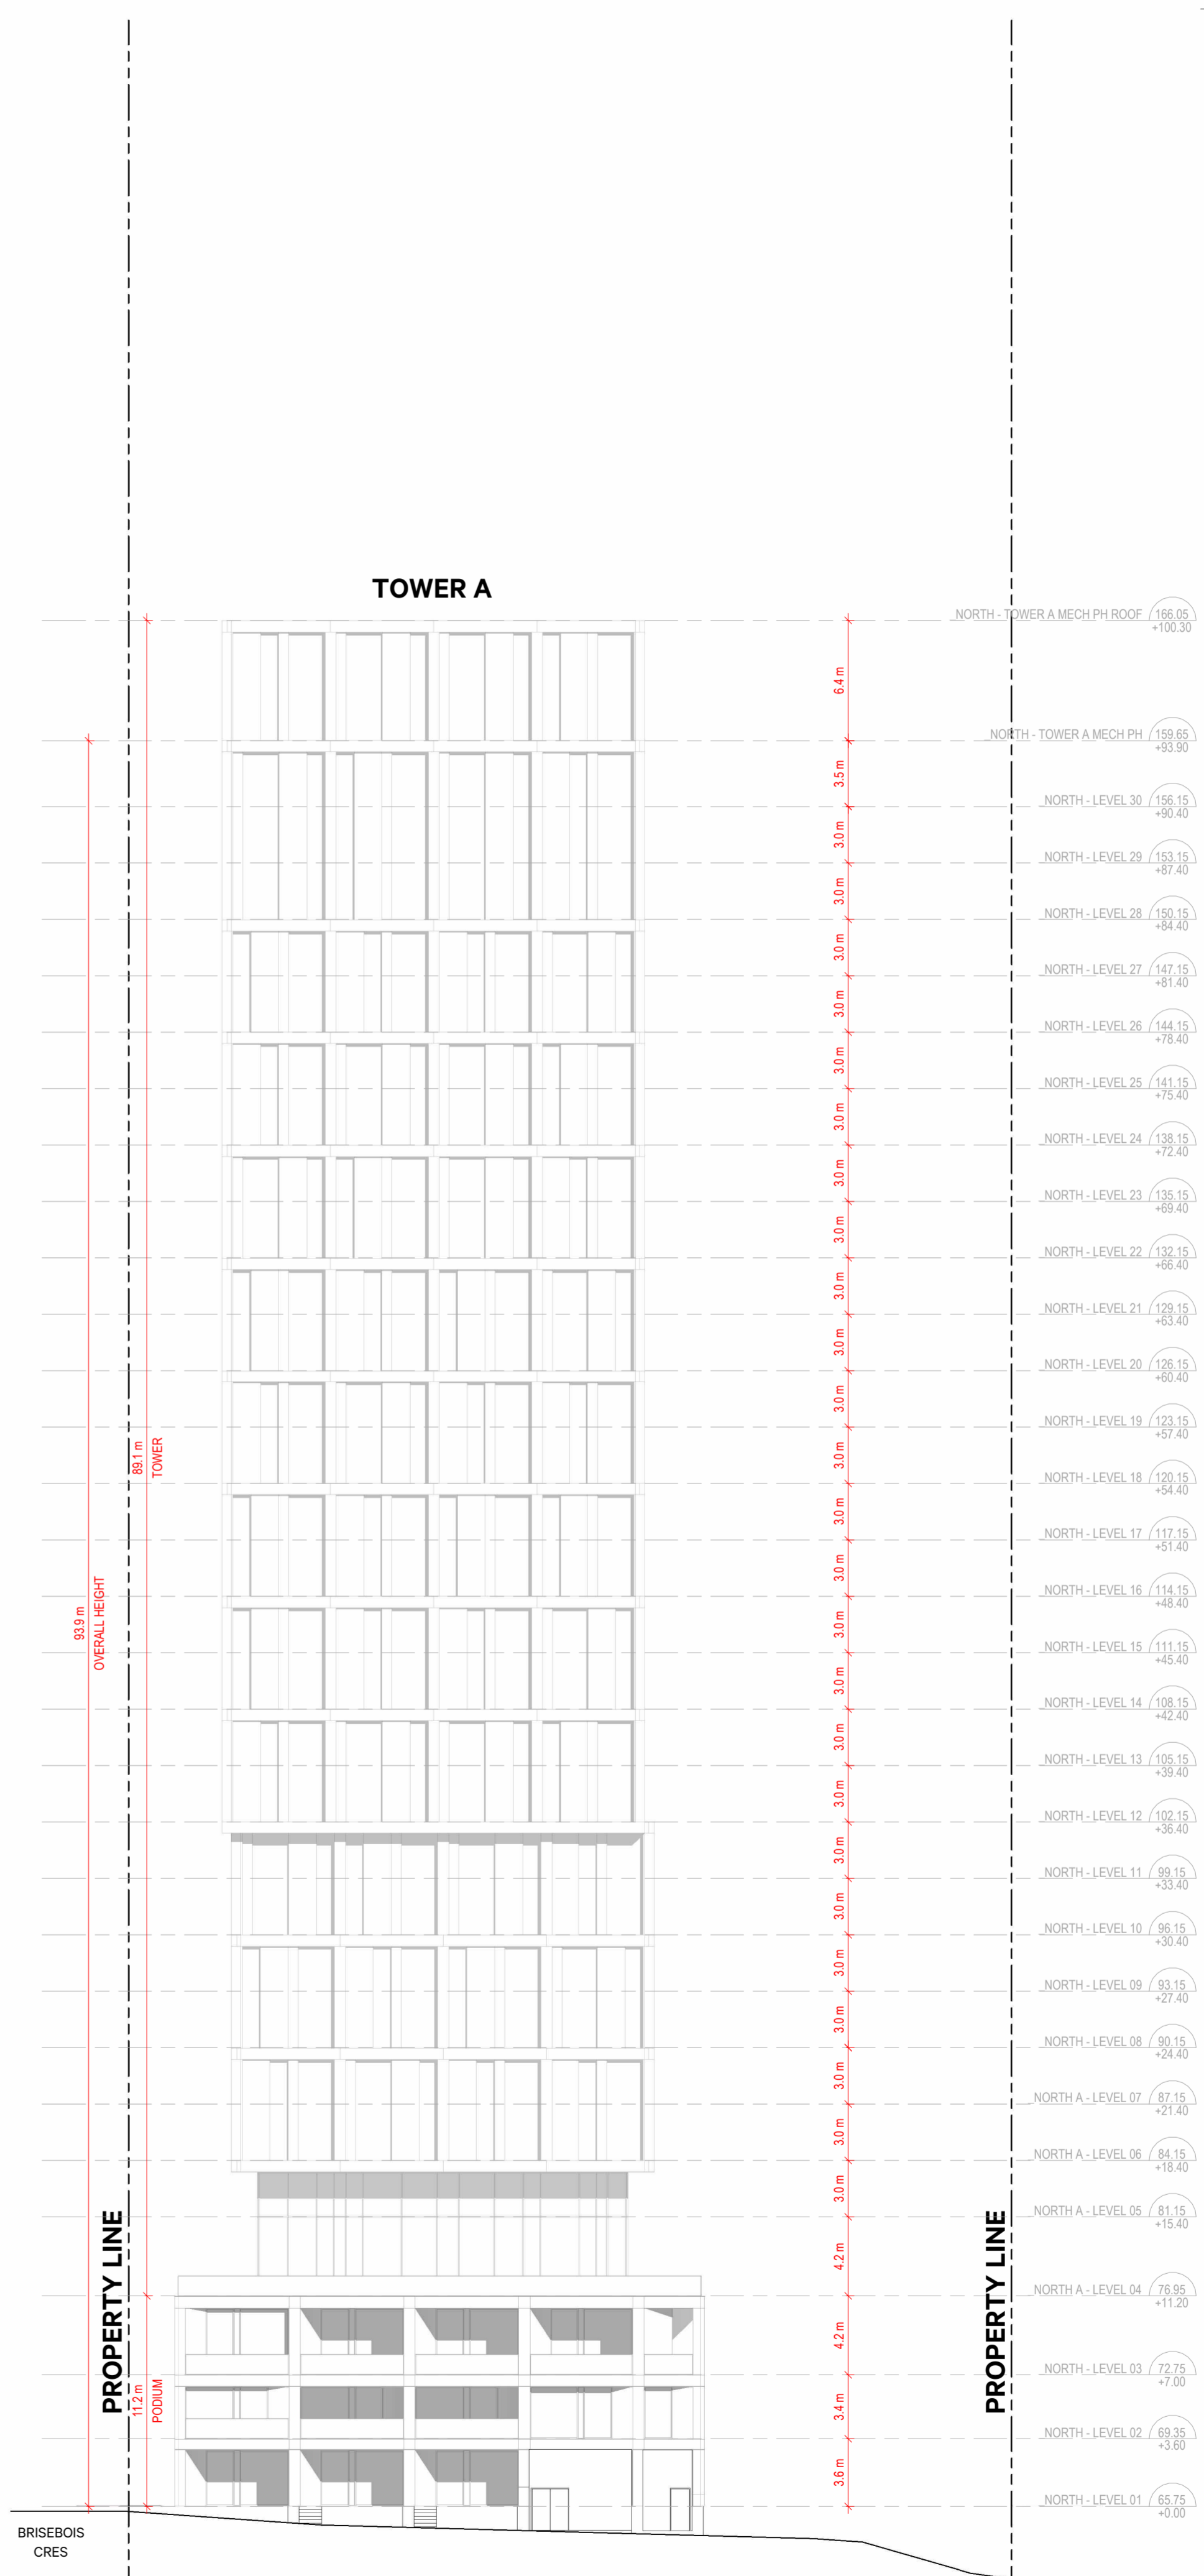 TOWER A
NORTH - TOWER A MECH PH ROOF 166.05
+100.30
6.4 m
NORTH - TOWER A MECH PH 159.65
+93.90
3.5 m
NORTH - LEVEL 30 156.15
+90.40
3.0 m
NORTH - LEVEL 29 153.15
+87.40
3.0 m
NORTH - LEVEL 28 150.15
+84.40
3.0 m
NORTH - LEVEL 27 147.15
+81.40
3.0 m
NORTH - LEVEL 26 144.15
+78.40
3.0 m
NORTH - LEVEL 25 141.15
+75.40
3.0 m
NORTH - LEVEL 24 138.15
+72.40
3.0 m
NORTH - LEVEL 23 135.15
+69.40
3.0 m
NORTH - LEVEL 22 132.15
+66.40
3.0 m
NORTH - LEVEL 21 129.15
+63.40
3.0 m
NORTH - LEVEL 20 126.15
+60.40
3.0 m
NORTH - LEVEL 19 123.15
+57.40
3.0 m
NORTH - LEVEL 18 120.15
+54.40
3.0 m
NORTH - LEVEL 17 117.15
+51.40
3.0 m
NORTH - LEVEL 16 114.15
+48.40
3.0 m
NORTH - LEVEL 15 111.15
+45.40
3.0 m
NORTH - LEVEL 14 108.15
+42.40
3.0 m
NORTH - LEVEL 13 105.15
+39.40
3.0 m
NORTH - LEVEL 12 102.15
+36.40
3.0 m
NORTH - LEVEL 11 99.15
+33.40
3.0 m
NORTH - LEVEL 10 96.15
+30.40
3.0 m
NORTH - LEVEL 09 93.15
+27.40
3.0 m
NORTH - LEVEL 08 90.15
+24.40
3.0 m
NORTH A - LEVEL 07 87.15
+21.40
3.0 m
NORTH A - LEVEL 06 84.15
+18.40
3.0 m
NORTH A - LEVEL 05 81.15
+15.40
4.2 m
NORTH A - LEVEL 04 76.95
+11.20
4.2 m
NORTH - LEVEL 03 72.75
+7.00
3.4 m
NORTH - LEVEL 02 69.35
+3.60
3.6 m
NORTH - LEVEL 01 65.75
+0.00
89.1 m
TOWER
93.9 m
OVERALL HEIGHT
11.2 m
PODIUM
PROPERTY LINE
PROPERTY LINE
BRISEBOIS
CRES